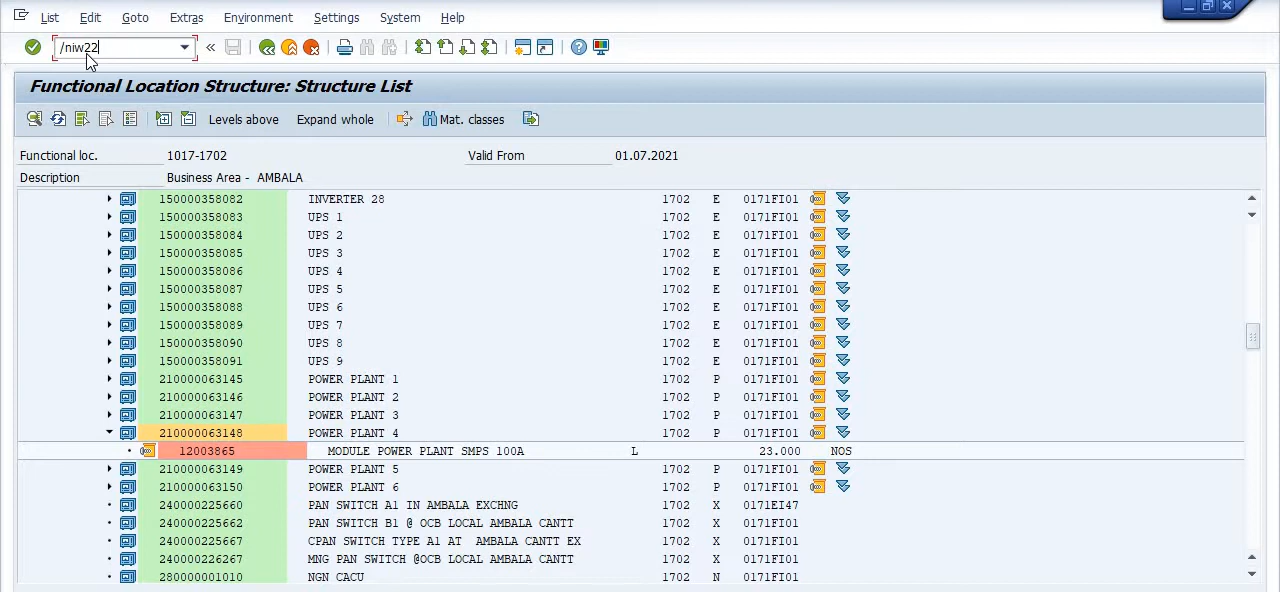 List Edit Goto Extras Environment Settings System Help
/niw22
Functional Location Structure: Structure List
Levels above Expand whole Mat. classes
Functional loc. 1017-1702 Valid From 01.07.2021
Description Business Area - AMBALA
150000358082 INVERTER 28 1702 E 0171FI01
150000358083 UPS 1 1702 E 0171FI01
150000358084 UPS 2 1702 E 0171FI01
150000358085 UPS 3 1702 E 0171FI01
150000358086 UPS 4 1702 E 0171FI01
150000358087 UPS 5 1702 E 0171FI01
150000358088 UPS 6 1702 E 0171FI01
150000358089 UPS 7 1702 E 0171FI01
150000358090 UPS 8 1702 E 0171FI01
150000358091 UPS 9 1702 E 0171FI01
210000063145 POWER PLANT 1 1702 P 0171FI01
210000063146 POWER PLANT 2 1702 P 0171FI01
210000063147 POWER PLANT 3 1702 P 0171FI01
210000063148 POWER PLANT 4 1702 P 0171FI01
12003865 MODULE POWER PLANT SMPS 100A L 23.000 NOS
210000063149 POWER PLANT 5 1702 P 0171FI01
210000063150 POWER PLANT 6 1702 P 0171FI01
240000225660 PAN SWITCH A1 IN AMBALA EXCHNG 1702 X 0171EI47
240000225662 PAN SWITCH B1 @ OCB LOCAL AMBALA CANTT 1702 X 0171FI01
240000225667 CPAN SWITCH TYPE A1 AT AMBALA CANTT EX 1702 X 0171FI01
240000226267 MNG PAN SWITCH @OCB LOCAL AMBALA CANTT 1702 X 0171FI01
280000001010 NGN CACU 1702 N 0171FI01